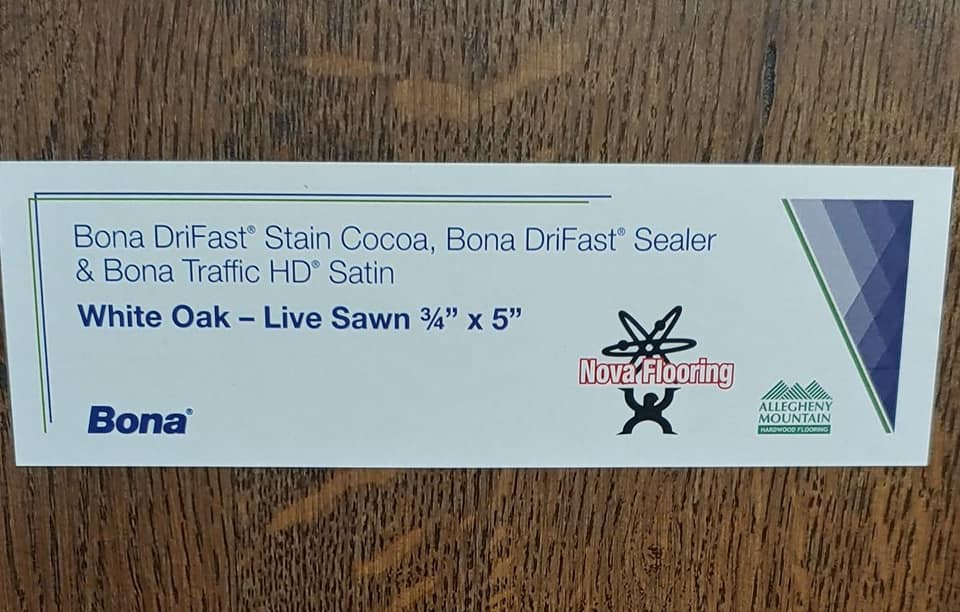 Bona DriFast® Stain Cocoa, Bona DriFast® Sealer
& Bona Traffic HD® Satin
White Oak – Live Sawn ¾” x 5”
Nova Flooring
Bona®
ALLEGHENY
MOUNTAIN
HARDWOOD FLOORING